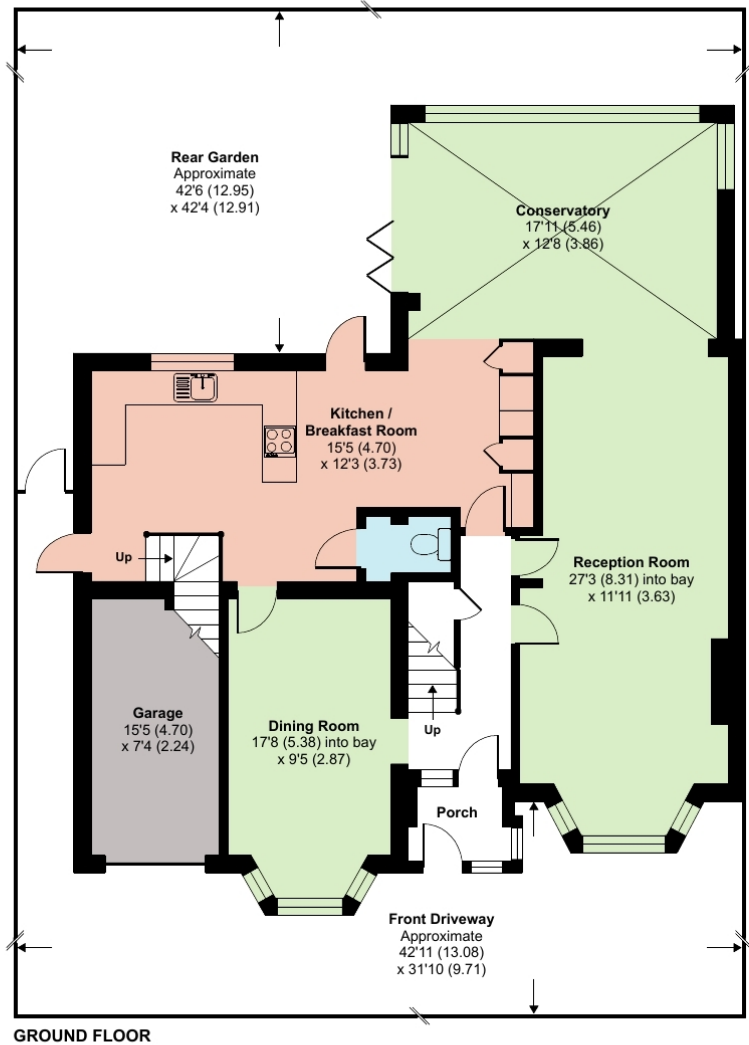 Rear Garden
Approximate
42'6 (12.95)
x 42'4 (12.91)
Conservatory
17'11 (5.46)
x 12'8 (3.86)
Kitchen /
Breakfast Room
15'5 (4.70)
x 12'3 (3.73)
Up
Reception Room
27'3 (8.31) into bay
x 11'11 (3.63)
Garage
15'5 (4.70)
x 7'4 (2.24)
Dining Room
17'8 (5.38) into bay
x 9'5 (2.87)
Up
Porch
Front Driveway
Approximate
42'11 (13.08)
x 31'10 (9.71)
GROUND FLOOR